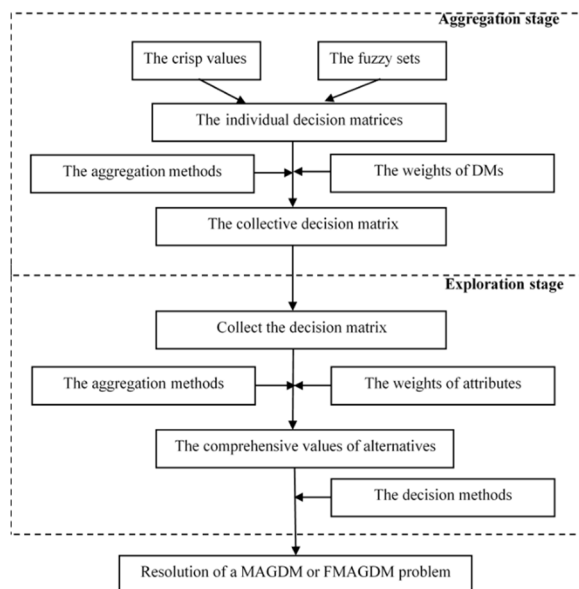 Aggregation stage
The crisp values
The fuzzy sets
The individual decision matrices
The aggregation methods
The weights of DMs
The collective decision matrix
Exploration stage
Collect the decision matrix
The aggregation methods
The weights of attributes
The comprehensive values of alternatives
The decision methods
Resolution of a MAGDM or FMAGDM problem